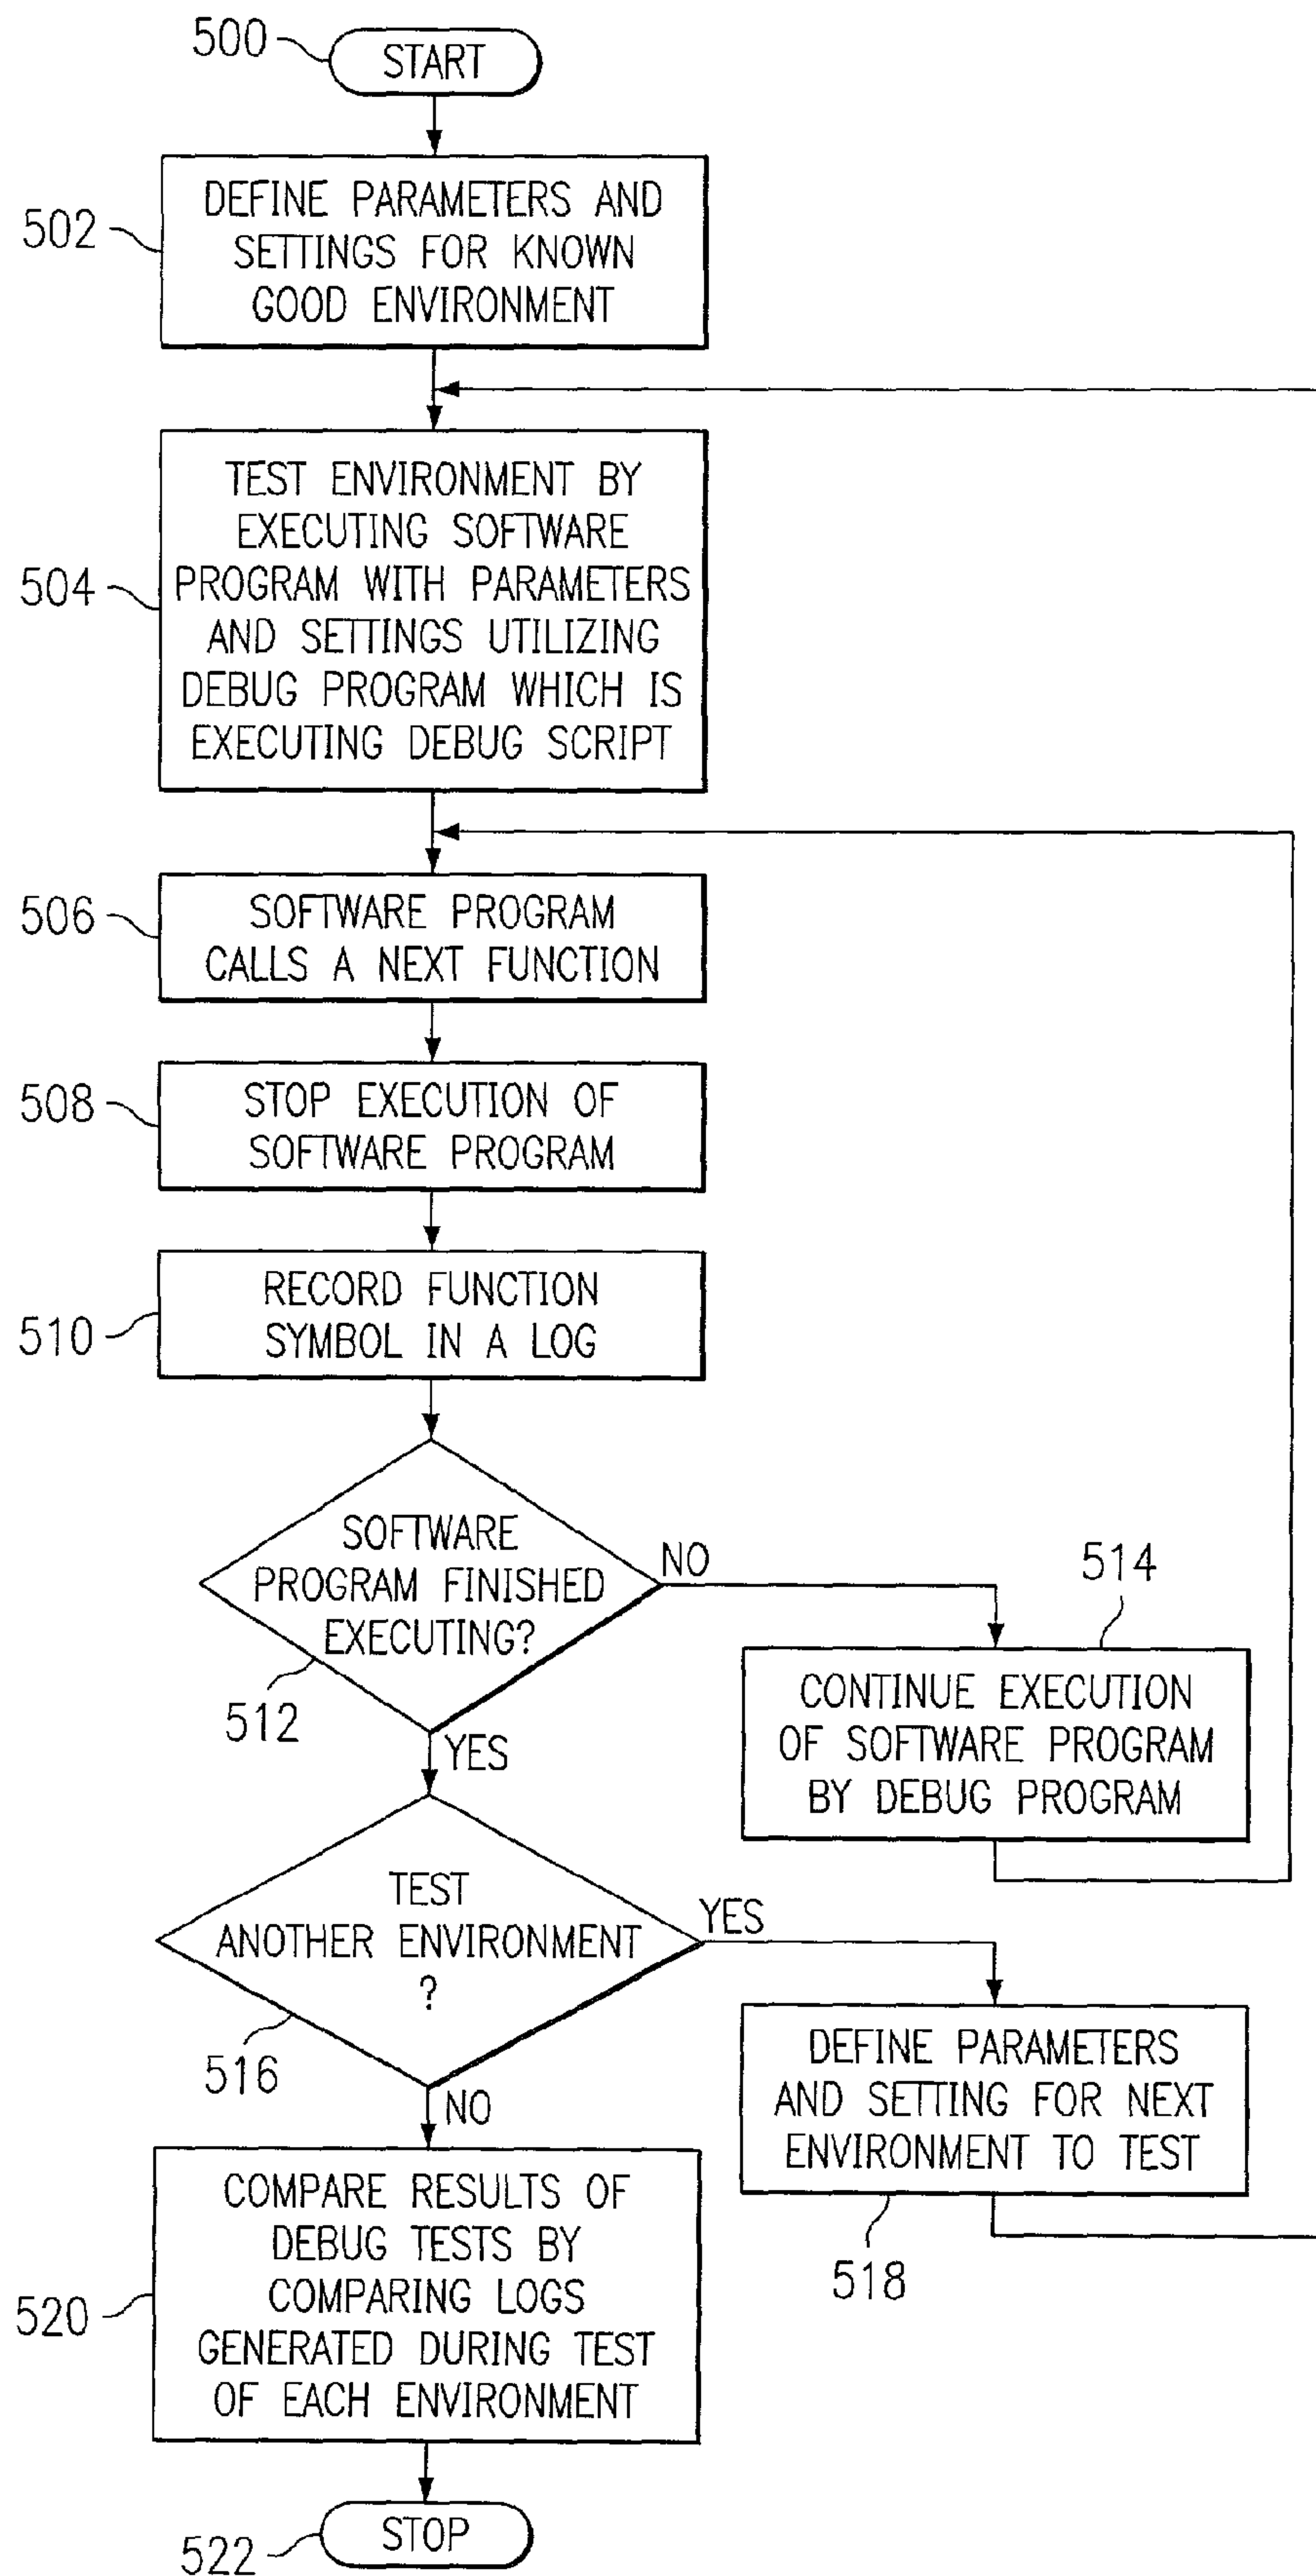 500
START
502
DEFINE PARAMETERS AND
SETTINGS FOR KNOWN
GOOD ENVIRONMENT
504
TEST ENVIRONMENT BY
EXECUTING SOFTWARE
PROGRAM WITH PARAMETERS
AND SETTINGS UTILIZING
DEBUG PROGRAM WHICH IS
EXECUTING DEBUG SCRIPT
506
SOFTWARE PROGRAM
CALLS A NEXT FUNCTION
508
STOP EXECUTION OF
SOFTWARE PROGRAM
510
RECORD FUNCTION
SYMBOL IN A LOG
SOFTWARE
PROGRAM FINISHED
EXECUTING?
512
NO
YES
514
CONTINUE EXECUTION
OF SOFTWARE PROGRAM
BY DEBUG PROGRAM
TEST
ANOTHER ENVIRONMENT
?
516
YES
NO
DEFINE PARAMETERS
AND SETTING FOR NEXT
ENVIRONMENT TO TEST
518
520
COMPARE RESULTS OF
DEBUG TESTS BY
COMPARING LOGS
GENERATED DURING TEST
OF EACH ENVIRONMENT
522
STOP